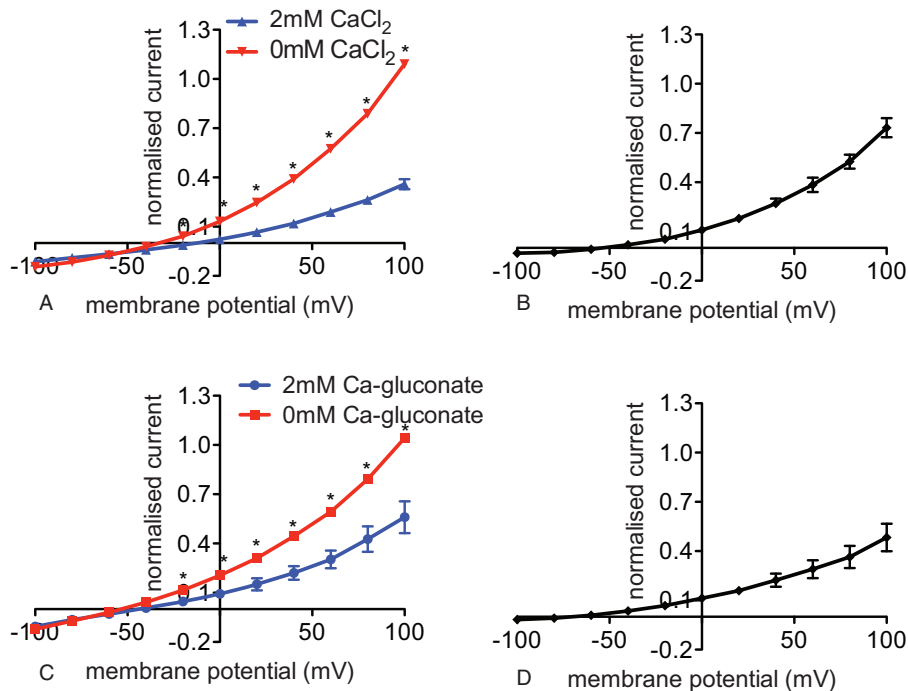 2mM CaCl2
0mM CaCl2
normalised current
1.3
1.0
0.7
0.4
0.1
-0.2
-100
-50
50
100
* * * * * * *
membrane potential (mV)
A
normalised current
1.3
1.0
0.7
0.4
0.1
-0.2
-100
-50
50
100
membrane potential (mV)
B
2mM Ca-gluconate
0mM Ca-gluconate
normalised current
1.3
1.0
0.7
0.4
0.1
-0.2
-100
-50
50
100
* * * * * * *
membrane potential (mV)
C
normalised current
1.3
1.0
0.7
0.4
0.1
-0.2
-100
-50
50
100
membrane potential (mV)
D